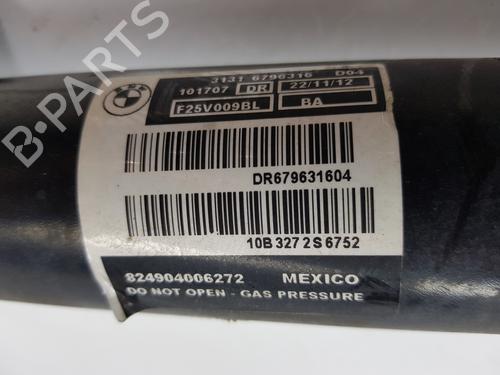 3131 6796316 D04
101707 DR 22/11/12
F25V009BL BA
DR679631604
10B 327 2 S 6752
824904006272 MEXICO
DO NOT OPEN - GAS PRESSURE
B-PARTS